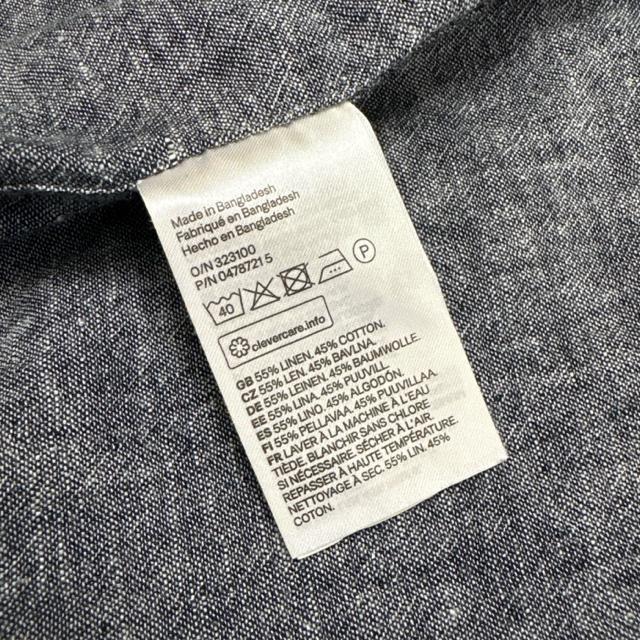 Made in Bangladesh
Fabriqué en Bangladesh
Hecho en Bangladesh
O/N 323100
P/N 0478721 5
40 P
clevercare.info
GB 55% LINEN. 45% COTTON.
CZ 55% LEN. 45% BAVLNA.
DE 55% LEINEN. 45% BAUMWOLLE.
EE 55% LINA. 45% PUUVILL.
ES 55% LINO. 45% ALGODÓN.
FI 55% PELLAVAA. 45% PUUVILLAA.
FR LAVER À LA MACHINE À L'EAU
TIÈDE. BLANCHIR SANS CHLORE
SI NÉCESSAIRE. SÉCHER À L'AIR.
REPASSER À HAUTE TEMPÉRATURE.
NETTOYAGE À SEC. 55% LIN. 45%
COTON.